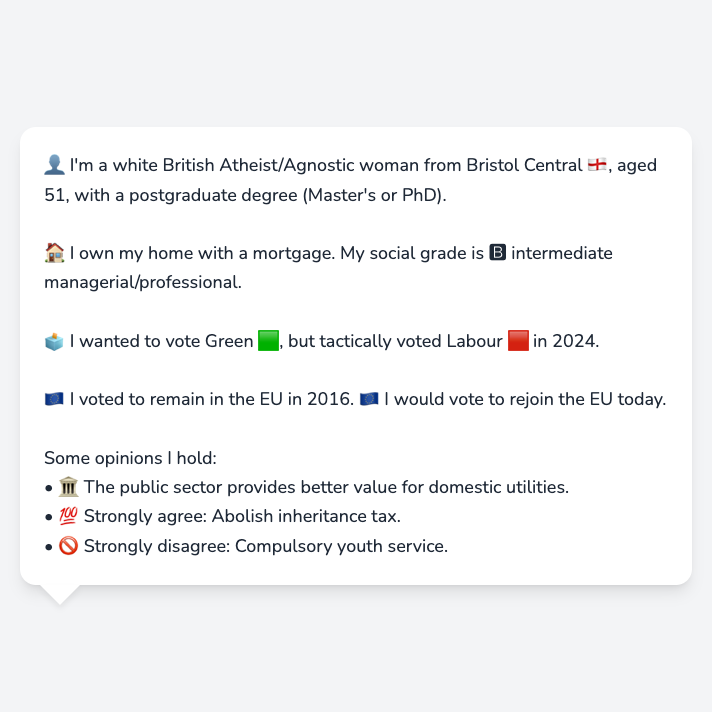 👤 I'm a white British Atheist/Agnostic woman from Bristol Central 🏴󠁧󠁢󠁥󠁮󠁧󠁿, aged
51, with a postgraduate degree (Master's or PhD).
🏠 I own my home with a mortgage. My social grade is 🅱 intermediate
managerial/professional.
🗳️ I wanted to vote Green 🟩, but tactically voted Labour 🟥 in 2024.
🇪🇺 I voted to remain in the EU in 2016. 🇪🇺 I would vote to rejoin the EU today.
Some opinions I hold:
• 🏛️ The public sector provides better value for domestic utilities.
• 💯 Strongly agree: Abolish inheritance tax.
• 🚫 Strongly disagree: Compulsory youth service.